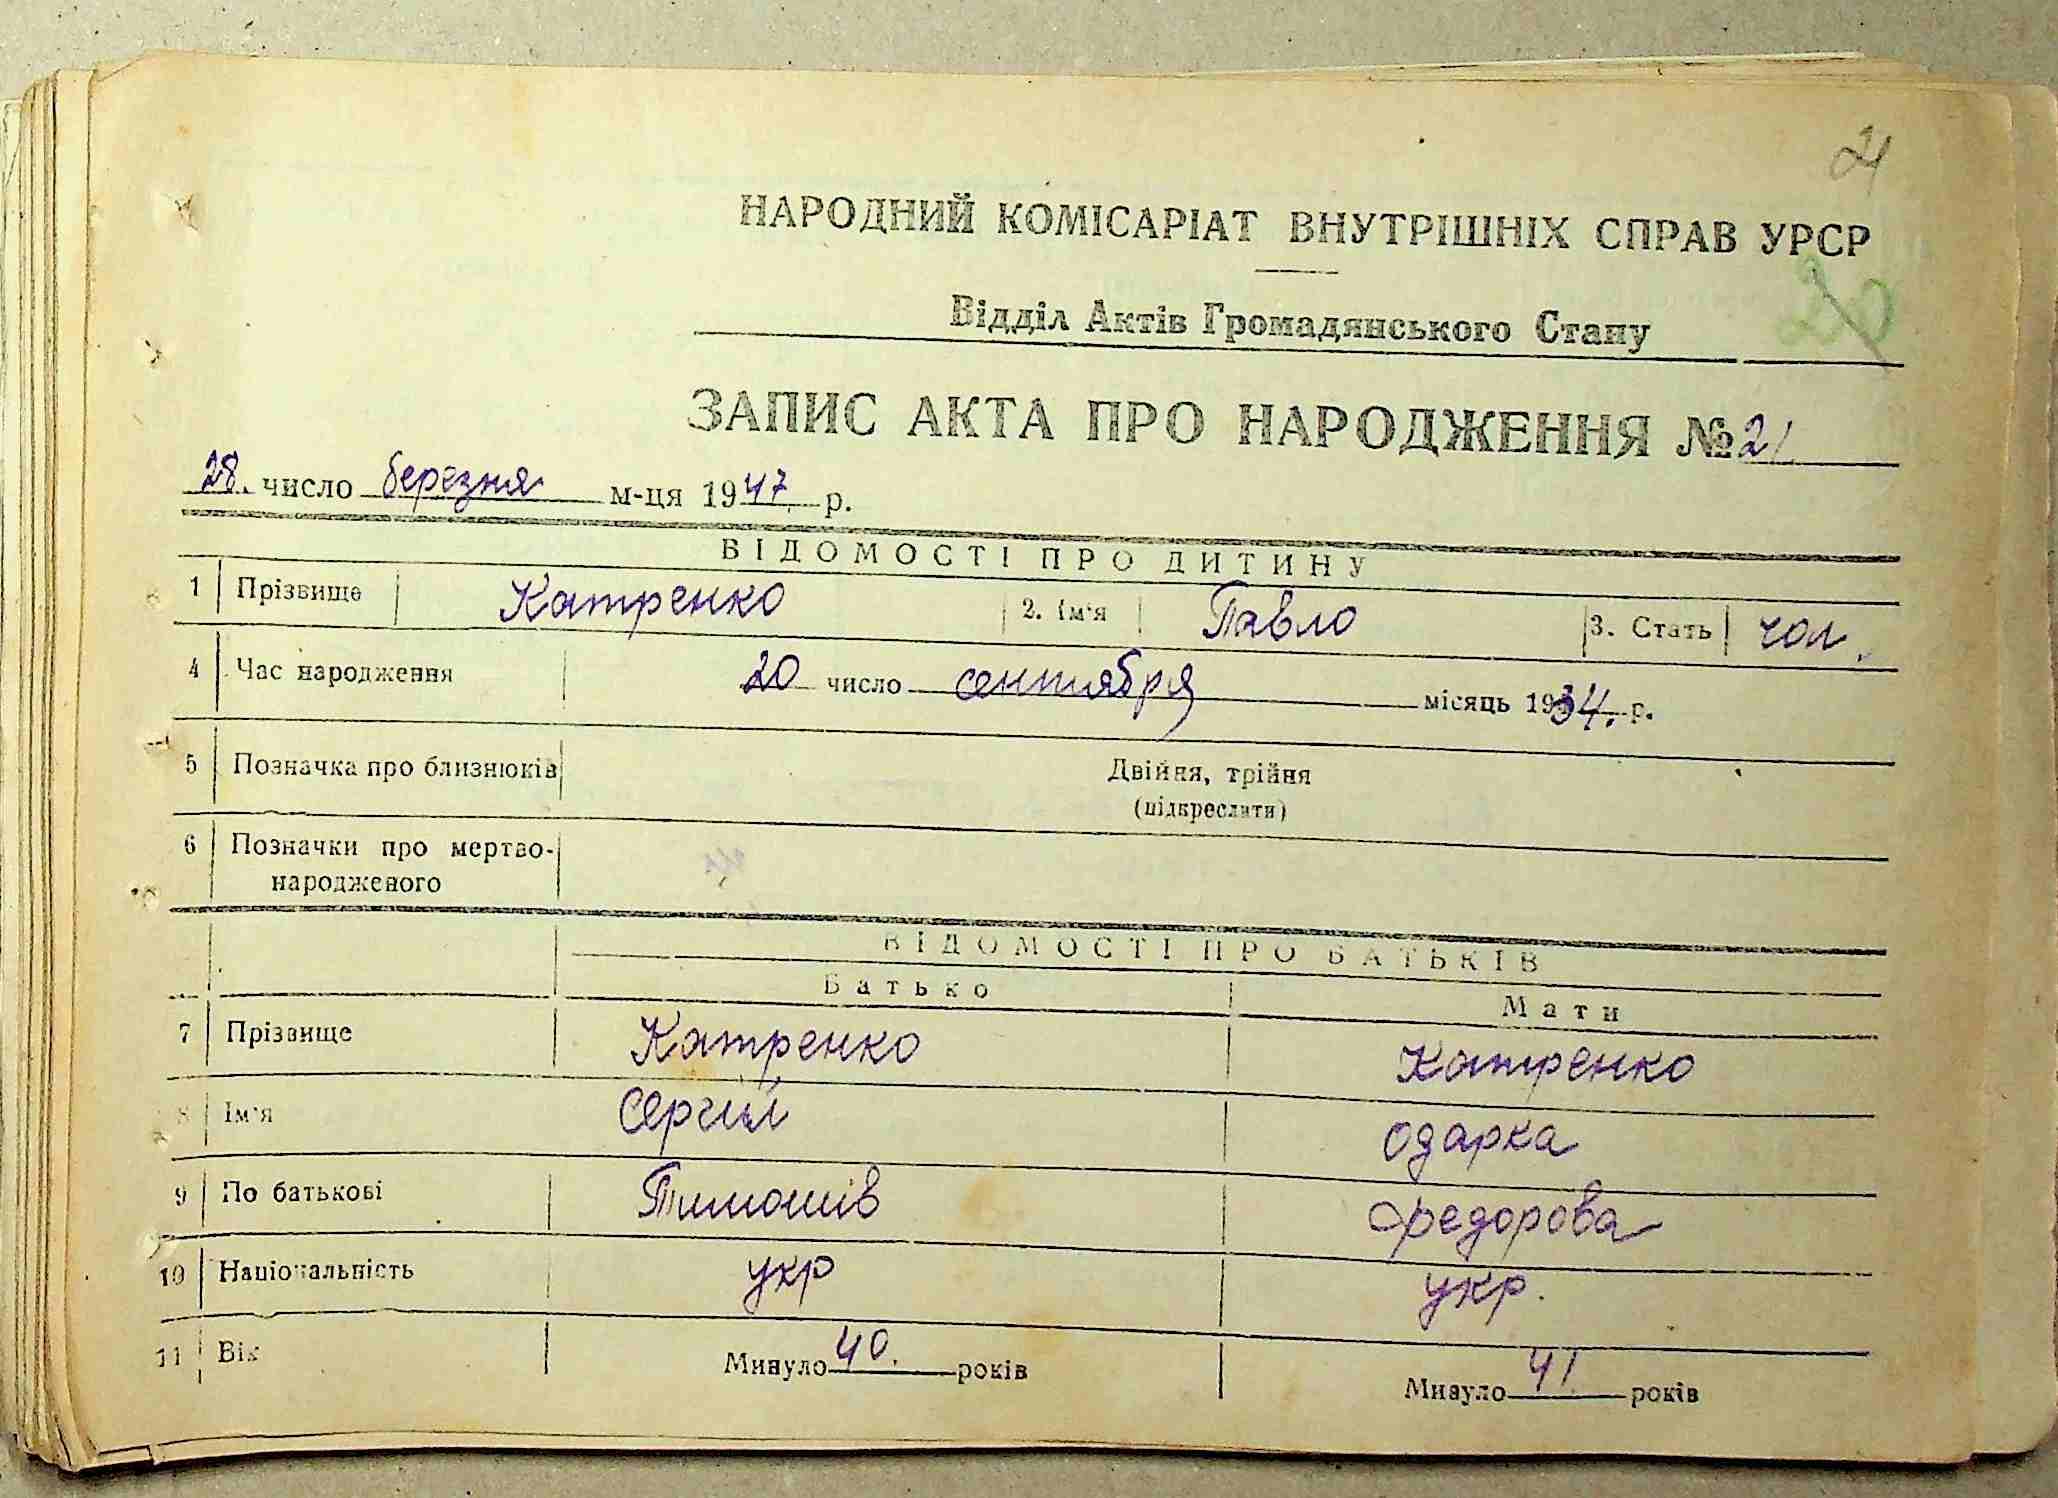 21
НАРОДНИЙ КОМІСАРІАТ ВНУТРІШНІХ СПРАВ УРСР
Відділ Актів Громадянського Стану
ЗАПИС АКТА ПРО НАРОДЖЕННЯ № 21
28. число березня м-ця 1947 р.
ВІДОМОСТІ ПРО ДИТИНУ
1 Прізвище Катренко 2. Ім'я Павло 3. Стать чол.
4 Час народження 20 число сентября місяць 1934. р.
5 Позначка про близнюків Двійня, трійня
(підкреслити)
6 Позначки про мертво-
народженого
ВІДОМОСТІ ПРО БАТЬКІВ
Батько Мати
7 Прізвище Катренко Катренко
8 Ім'я Сергій Одарка
9 По батькові Тимошів Федорова
10 Національність укр укр.
11 Вік Минуло 40. років Минуло 41 років